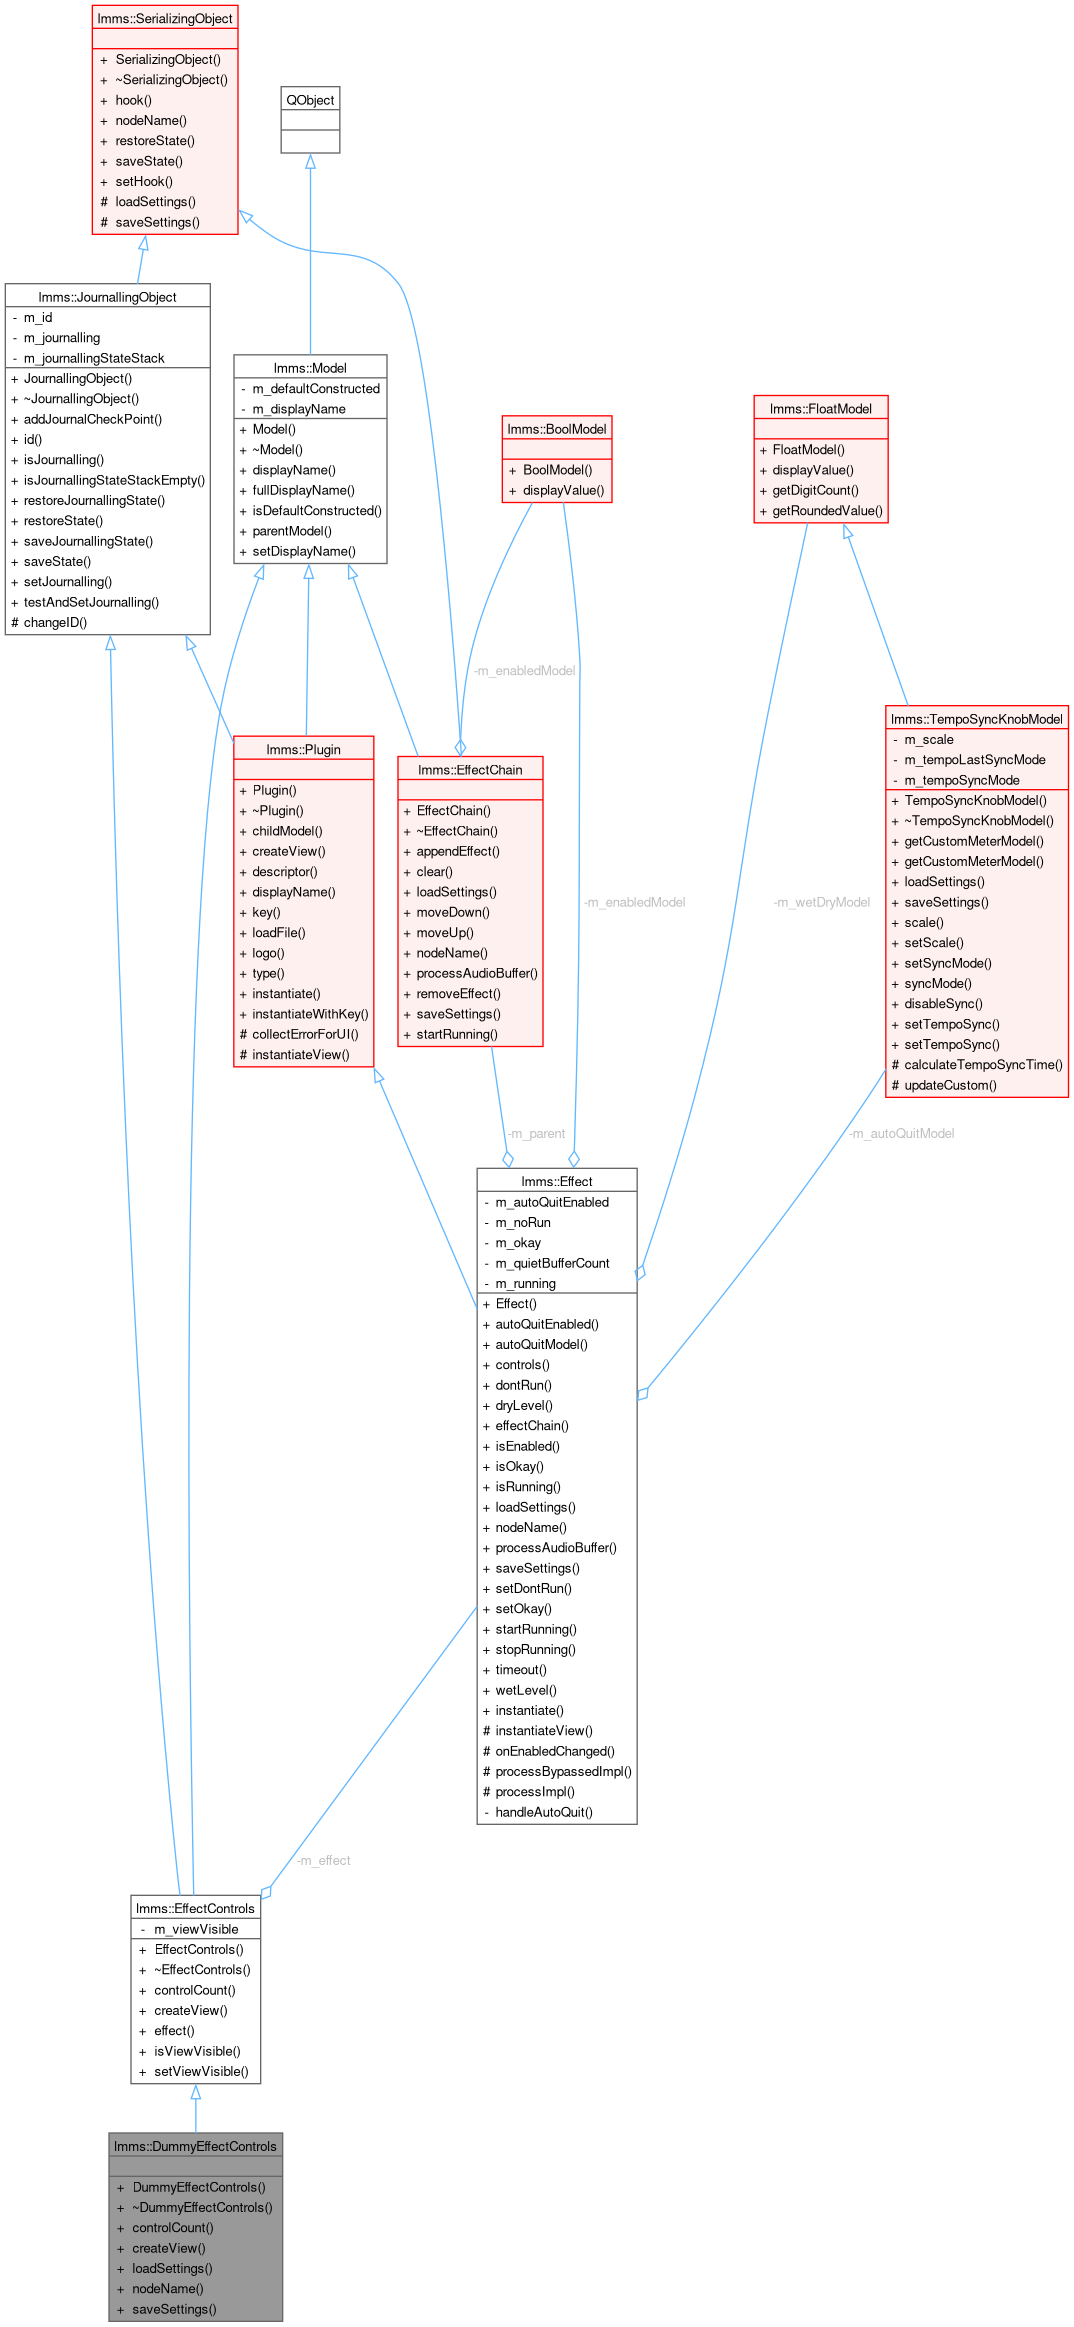 lmms::SerializingObject
+ SerializingObject()
+ ~SerializingObject()
+ hook()
+ nodeName()
+ restoreState()
+ saveState()
+ setHook()
# loadSettings()
# saveSettings()
QObject
lmms::JournallingObject
- m_id
- m_journalling
- m_journallingStateStack
+ JournallingObject()
+ ~JournallingObject()
+ addJournalCheckPoint()
+ id()
+ isJournalling()
+ isJournallingStateStackEmpty()
+ restoreJournallingState()
+ restoreState()
+ saveJournallingState()
+ saveState()
+ setJournalling()
+ testAndSetJournalling()
# changeID()
lmms::Model
- m_defaultConstructed
- m_displayName
+ Model()
+ ~Model()
+ displayName()
+ fullDisplayName()
+ isDefaultConstructed()
+ parentModel()
+ setDisplayName()
lmms::BoolModel
+ BoolModel()
+ displayValue()
lmms::FloatModel
+ FloatModel()
+ displayValue()
+ getDigitCount()
+ getRoundedValue()
-m_enabledModel
lmms::TempoSyncKnobModel
- m_scale
- m_tempoLastSyncMode
- m_tempoSyncMode
+ TempoSyncKnobModel()
+ ~TempoSyncKnobModel()
+ getCustomMeterModel()
+ getCustomMeterModel()
+ loadSettings()
+ saveSettings()
+ scale()
+ setScale()
+ setSyncMode()
+ syncMode()
+ disableSync()
+ setTempoSync()
+ setTempoSync()
# calculateTempoSyncTime()
# updateCustom()
lmms::Plugin
+ Plugin()
+ ~Plugin()
+ childModel()
+ createView()
+ descriptor()
+ displayName()
+ key()
+ loadFile()
+ logo()
+ type()
+ instantiate()
+ instantiateWithKey()
# collectErrorForUI()
# instantiateView()
lmms::EffectChain
+ EffectChain()
+ ~EffectChain()
+ appendEffect()
+ clear()
+ loadSettings()
+ moveDown()
+ moveUp()
+ nodeName()
+ processAudioBuffer()
+ removeEffect()
+ saveSettings()
+ startRunning()
-m_enabledModel
-m_wetDryModel
-m_parent
-m_autoQuitModel
lmms::Effect
- m_autoQuitEnabled
- m_noRun
- m_okay
- m_quietBufferCount
- m_running
+ Effect()
+ autoQuitEnabled()
+ autoQuitModel()
+ controls()
+ dontRun()
+ dryLevel()
+ effectChain()
+ isEnabled()
+ isOkay()
+ isRunning()
+ loadSettings()
+ nodeName()
+ processAudioBuffer()
+ saveSettings()
+ setDontRun()
+ setOkay()
+ startRunning()
+ stopRunning()
+ timeout()
+ wetLevel()
+ instantiate()
# instantiateView()
# onEnabledChanged()
# processBypassedImpl()
# processImpl()
- handleAutoQuit()
-m_effect
lmms::EffectControls
- m_viewVisible
+ EffectControls()
+ ~EffectControls()
+ controlCount()
+ createView()
+ effect()
+ isViewVisible()
+ setViewVisible()
lmms::DummyEffectControls
+ DummyEffectControls()
+ ~DummyEffectControls()
+ controlCount()
+ createView()
+ loadSettings()
+ nodeName()
+ saveSettings()